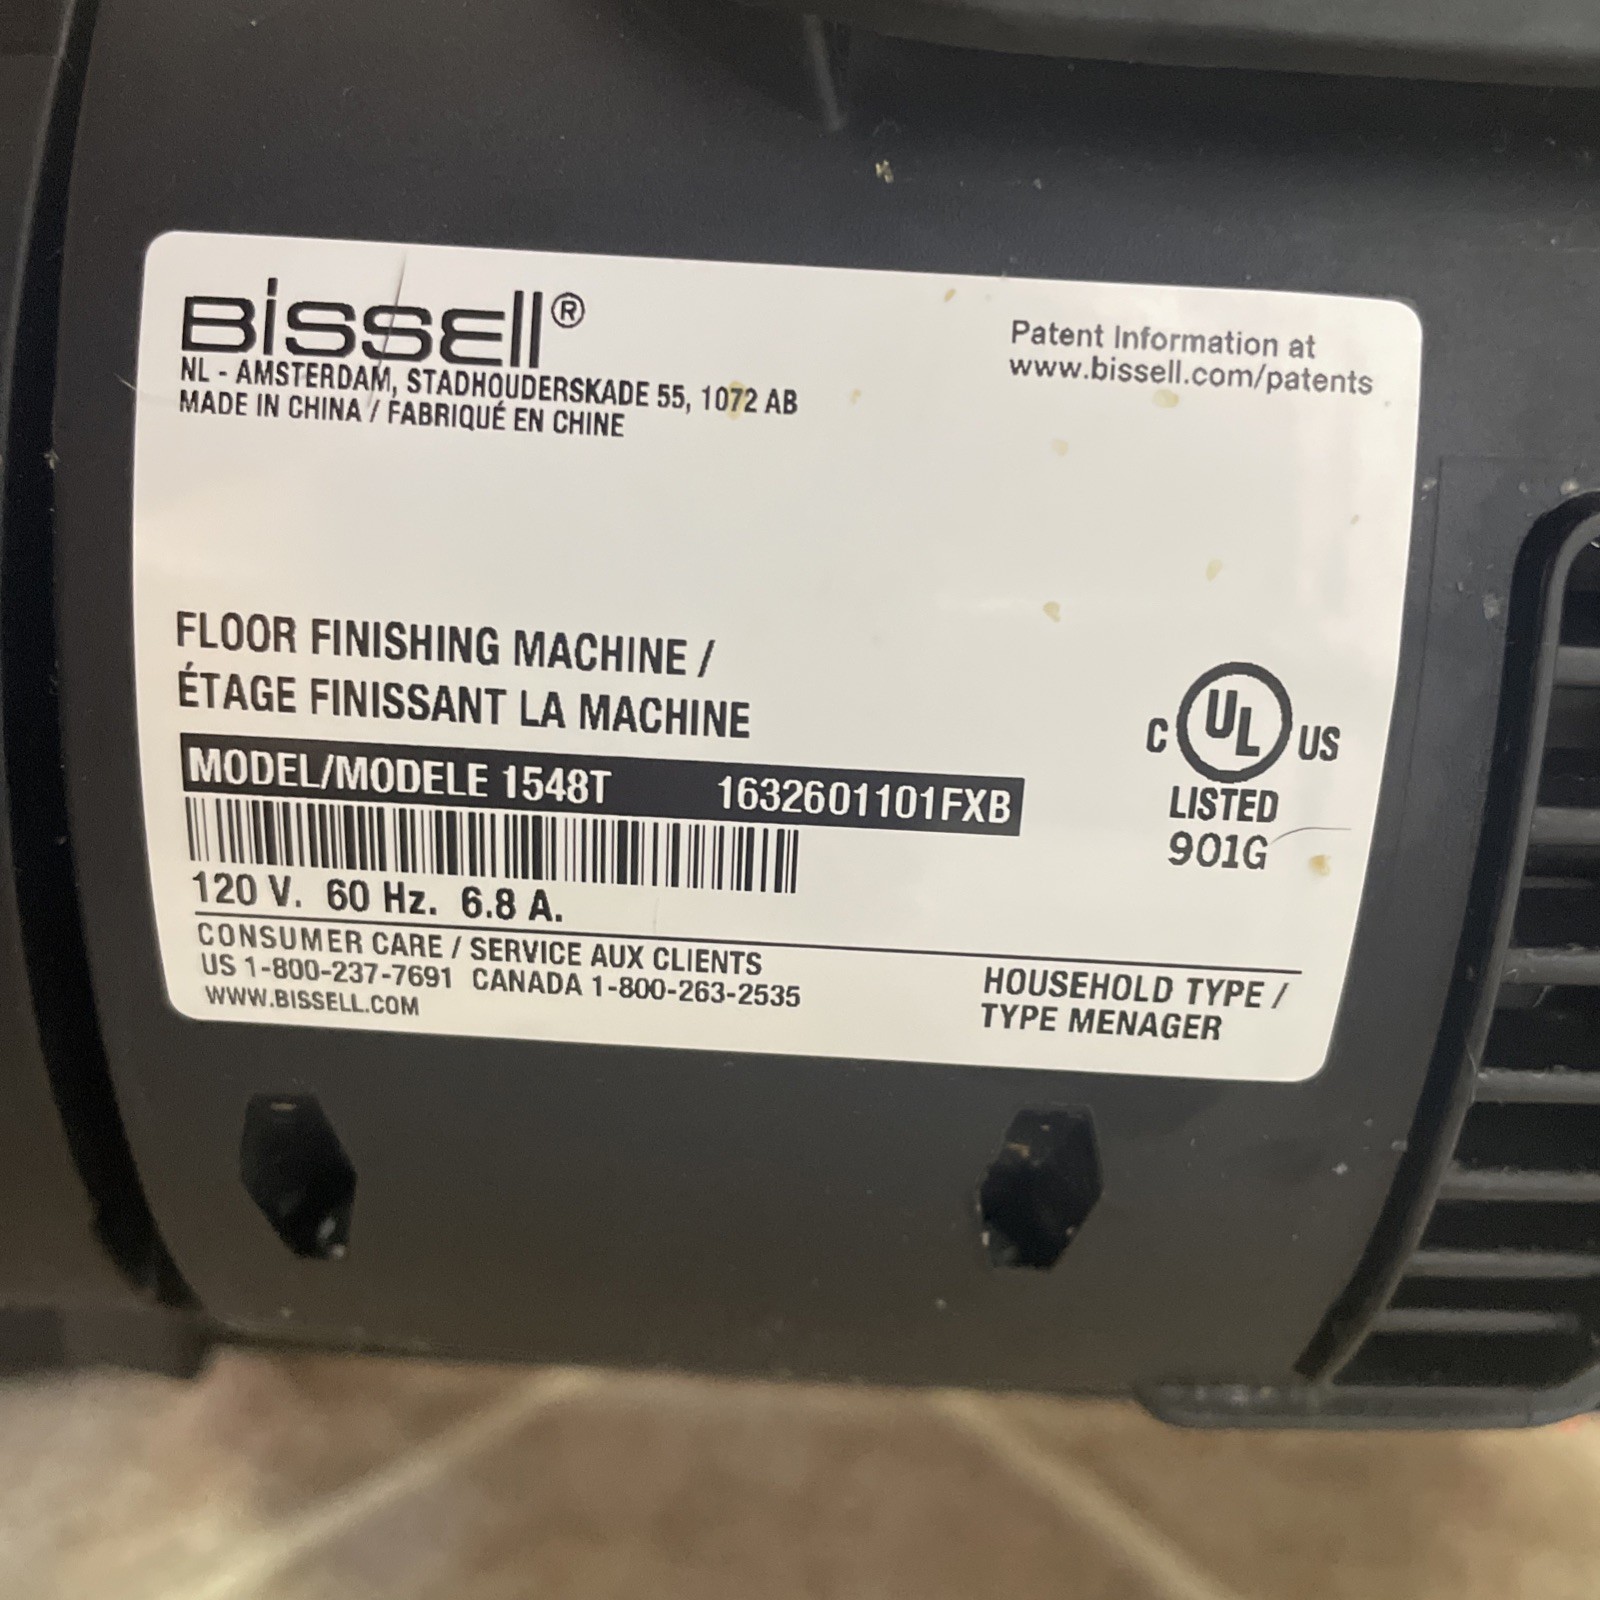 BISSELL®
NL - AMSTERDAM, STADHOUDERSKADE 55, 1072 AB
MADE IN CHINA / FABRIQUÉ EN CHINE
Patent Information at
www.bissell.com/patents
FLOOR FINISHING MACHINE /
ÉTAGE FINISSANT LA MACHINE
MODEL/MODELE 1548T 1632601101FXB
120 V. 60 Hz. 6.8 A.
C UL US
LISTED
901G
CONSUMER CARE / SERVICE AUX CLIENTS
US 1-800-237-7691 CANADA 1-800-263-2535
WWW.BISSELL.COM
HOUSEHOLD TYPE /
TYPE MENAGER